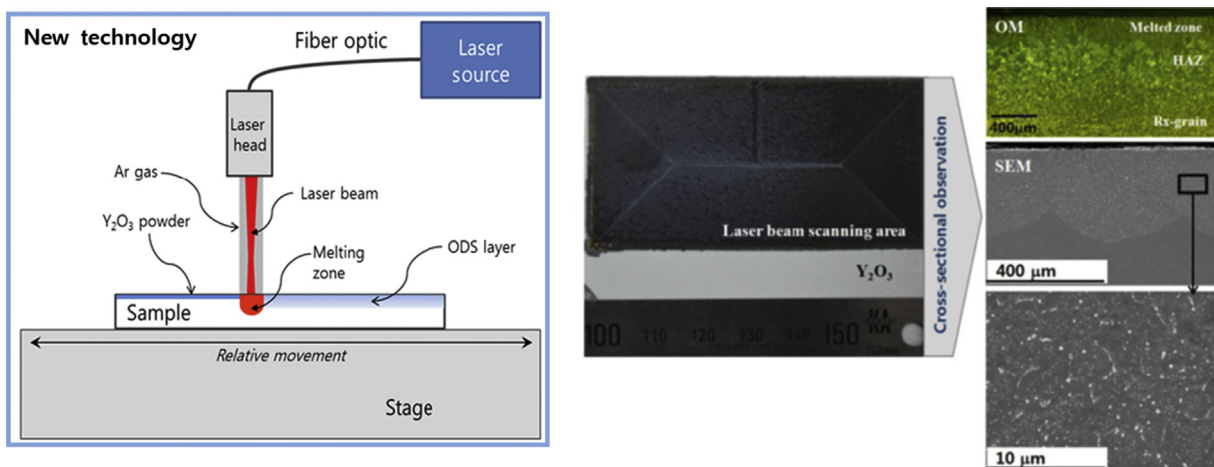 New technology
Fiber optic
Laser
source
Laser
head
Ar gas
Laser beam
Y₂O₃ powder
Melting
zone
ODS layer
Sample
Relative movement
Stage
Laser beam scanning area
Y₂O₃
100 110 120 130 140 150
Cross-sectional observation
OM
Melted zone
HAZ
400μm
Rx-grain
SEM
400 μm
10 μm